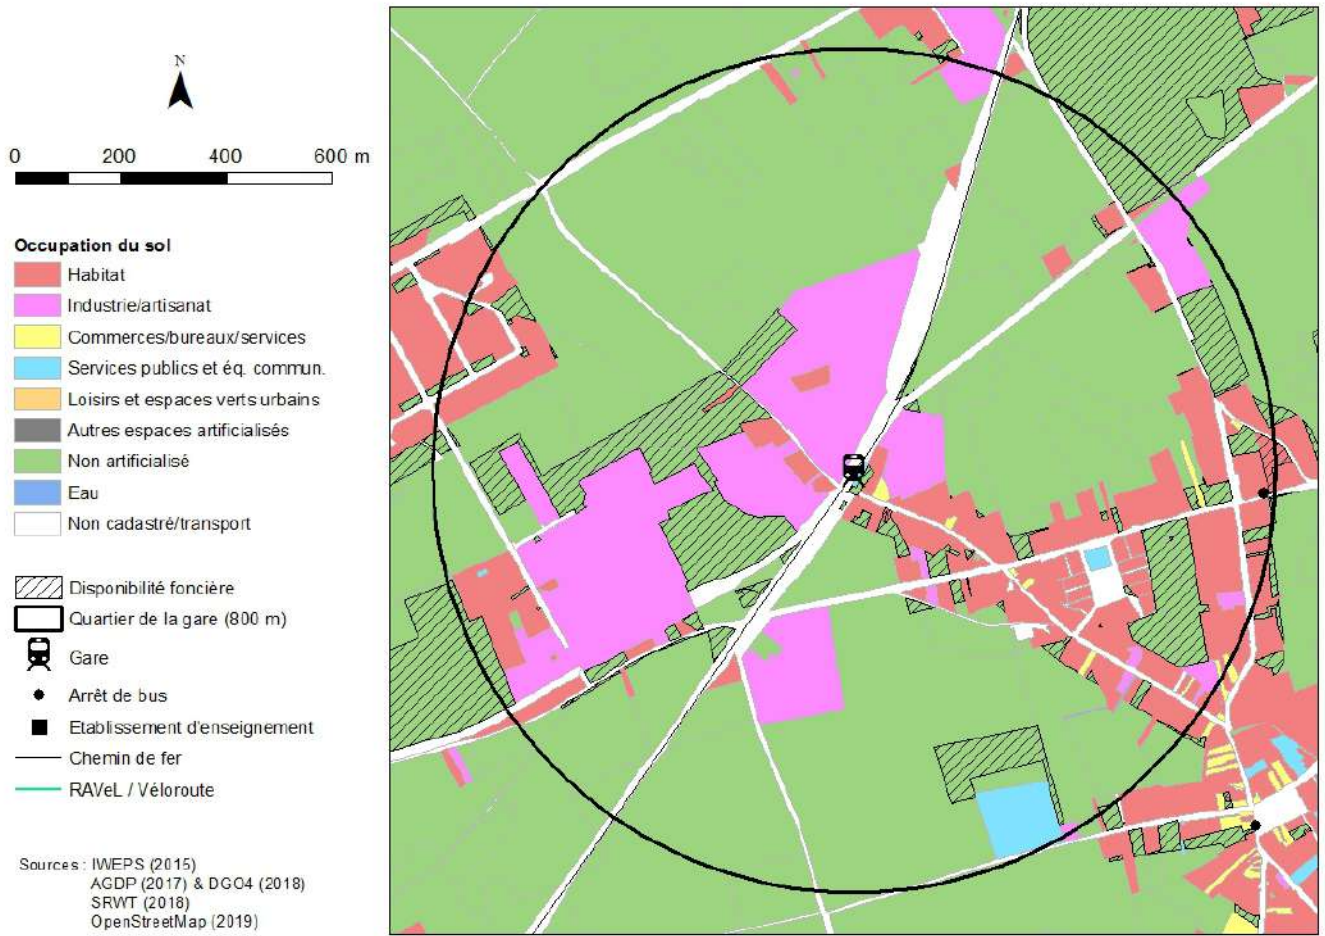 N
0 200 400 600 m
Occupation du sol
Habitat
Industrie/artisanat
Commerces/bureaux/services
Services publics et éq. commun.
Loisirs et espaces verts urbains
Autres espaces artificialisés
Non artificialisé
Eau
Non cadastré/transport
Disponibilité foncière
Quartier de la gare (800 m)
Gare
Arrêt de bus
Etablissement d'enseignement
Chemin de fer
RAVeL / Véloroute
Sources : IWEPS (2015)
AGDP (2017) & DGO4 (2018)
SRWT (2018)
OpenStreetMap (2019)